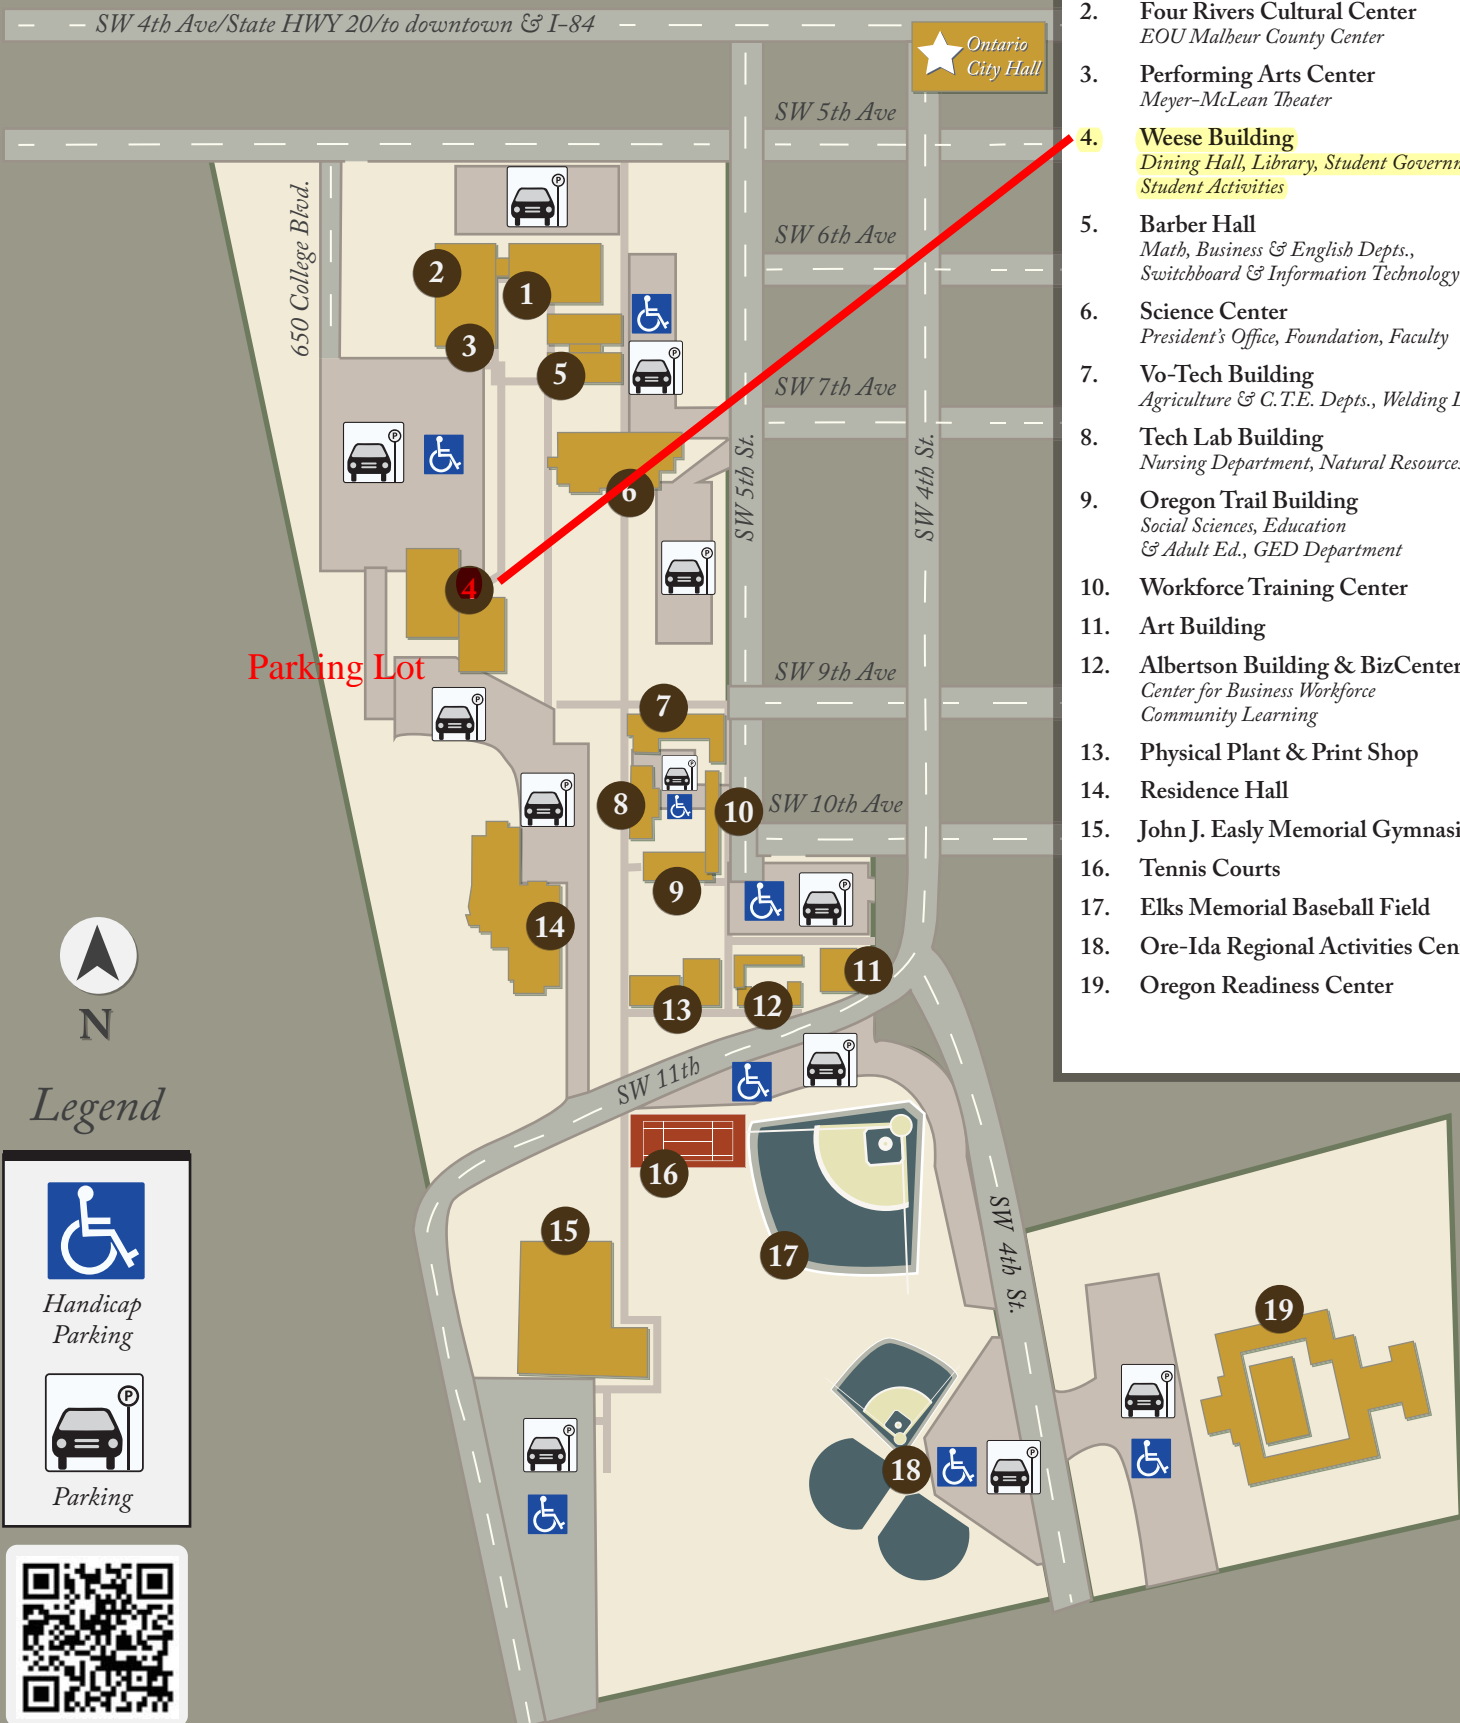 SW 4th Ave/State HWY 20/to downtown & I-84
Ontario
City Hall
SW 5th Ave
650 College Blvd.
2
1
SW 6th Ave
3
5
SW 7th Ave
SW 5th St.
SW 4th St.
6
4
Parking Lot
SW 9th Ave
7
8
10
SW 10th Ave
9
14
11
13
12
N
SW 11th
Legend
16
15
17
SW 4th St.
19
18
Handicap
Parking
P
Parking
2. Four Rivers Cultural Center
EOU Malheur County Center
3. Performing Arts Center
Meyer-McLean Theater
4. Weese Building
Dining Hall, Library, Student
Student Activities
5. Barber Hall
Math, Business & English Depts.,
Switchboard & Information Technology
6. Science Center
President's Office, Foundation, Faculty
7. Vo-Tech Building
Agriculture & C.T.E. Depts., Welding
8. Tech Lab Building
Nursing Department, Natural Resources
9. Oregon Trail Building
Social Sciences, Education
& Adult Ed., GED Department
10. Workforce Training Center
11. Art Building
12. Albertson Building & BizCenter
Center for Business Workforce
Community Learning
13. Physical Plant & Print Shop
14. Residence Hall
15. John J. Easly Memorial
16. Tennis Courts
17. Elks Memorial Baseball Field
18. Ore-Ida Regional Activities
19. Oregon Readiness Center